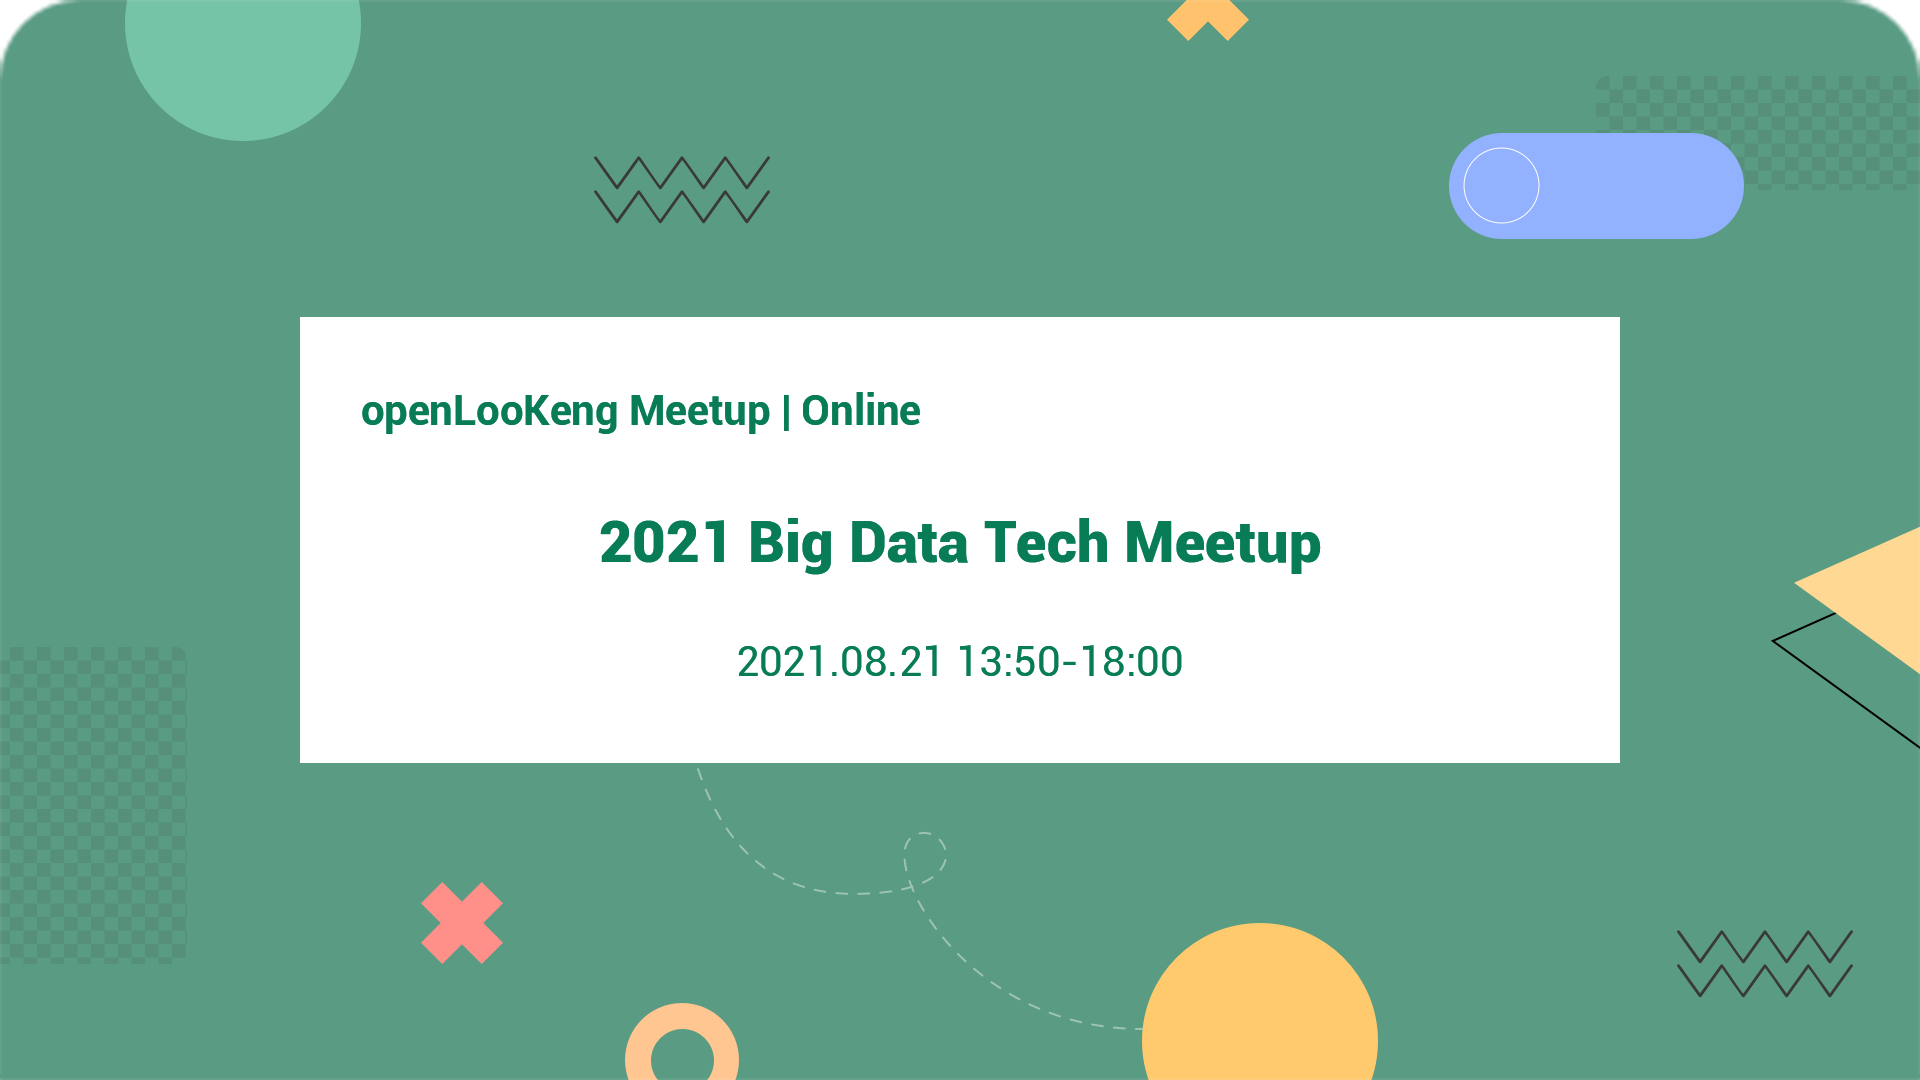 openLooKeng Meetup | Online
2021 Big Data Tech Meetup
2021.08.21 13:50-18:00